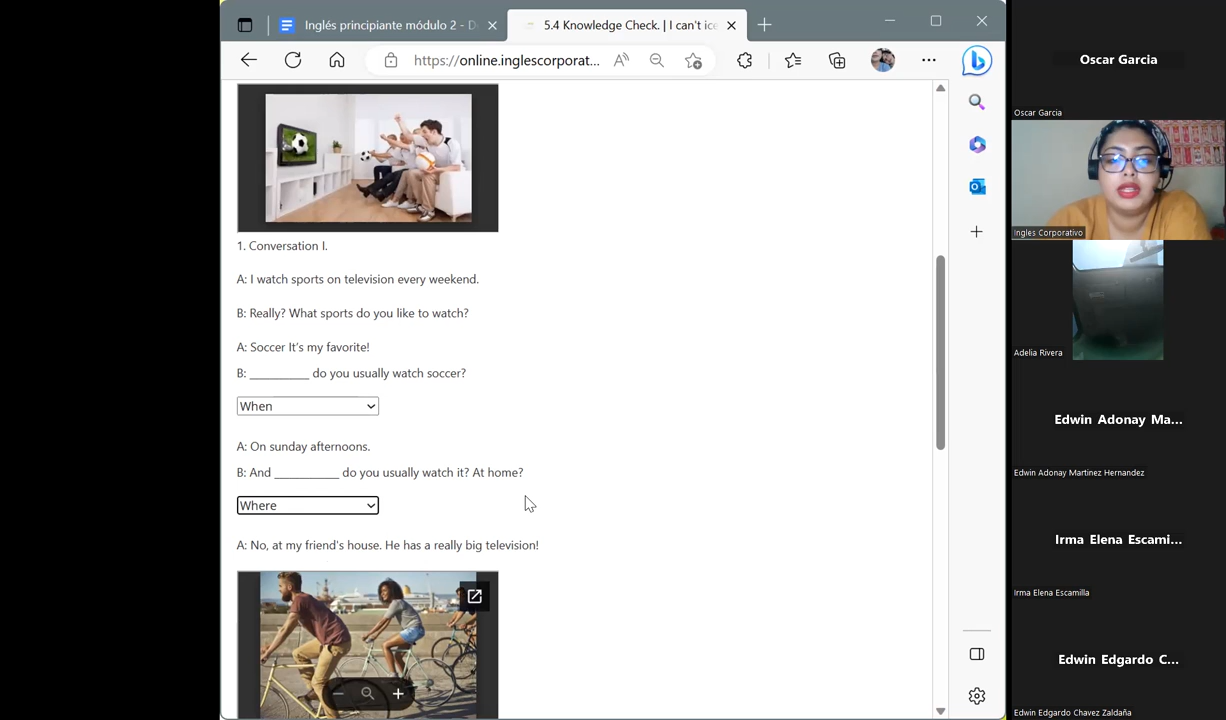 Inglés principiante módulo 2 - D
5.4 Knowledge Check. | I can't ice
https://online.inglescorporat...
1. Conversation I.
A: I watch sports on television every weekend.
B: Really? What sports do you like to watch?
A: Soccer It's my favorite!
B: __________ do you usually watch soccer?
When
A: On sunday afternoons.
B: And ___________ do you usually watch it? At home?
Where
A: No, at my friend's house. He has a really big television!
Oscar Garcia
Oscar Garcia
Ingles Corporativo
Adelia Rivera
Edwin Adonay Ma...
Edwin Adonay Martinez Hernandez
Irma Elena Escami...
Irma Elena Escamilla
Edwin Edgardo C...
Edwin Edgardo Chavez Zaldaña